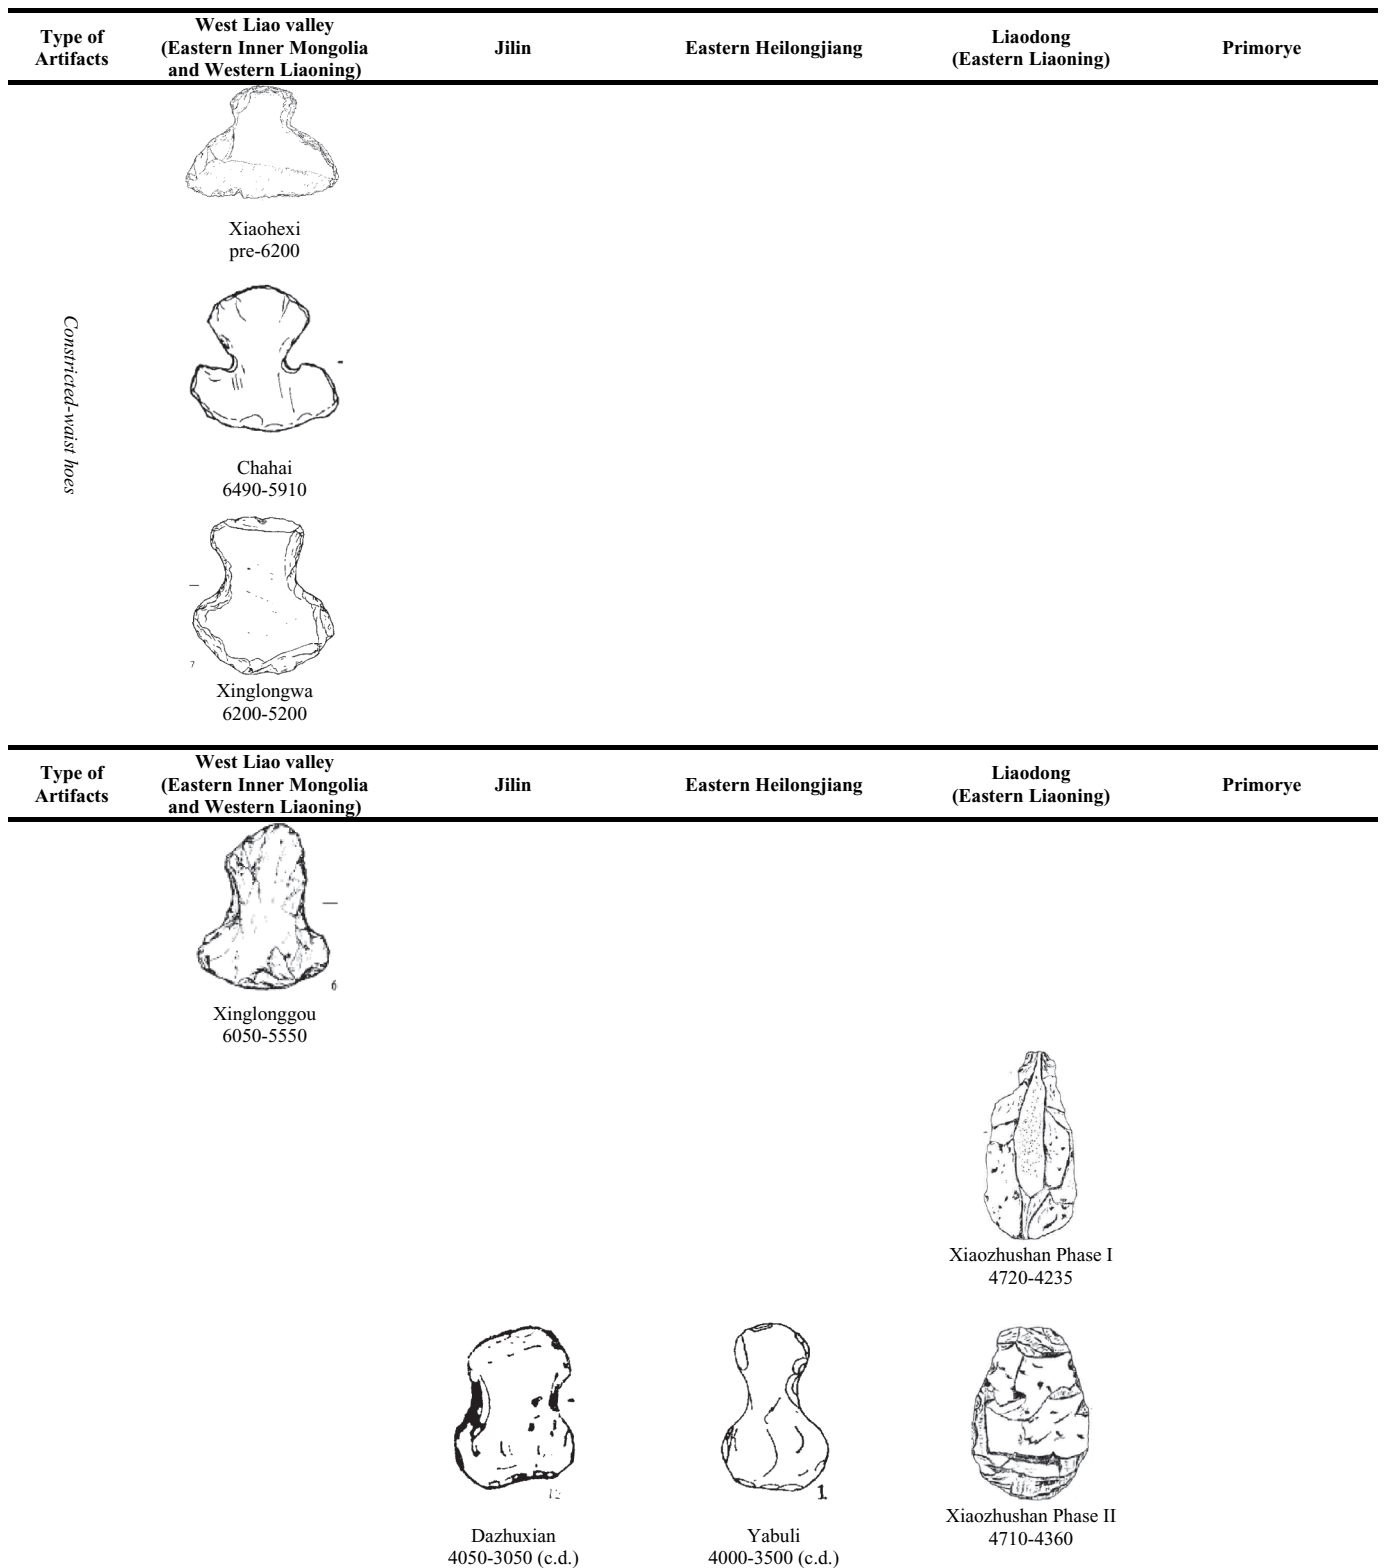 Type of Artifacts
West Liao valley (Eastern Inner Mongolia and Western Liaoning)
Jilin
Eastern Heilongjiang
Liaodong (Eastern Liaoning)
Primorye
Constricted-waist hoes
Xiaohexi
pre-6200
Chahai
6490-5910
7
Xinglongwa
6200-5200
Type of Artifacts
West Liao valley (Eastern Inner Mongolia and Western Liaoning)
Jilin
Eastern Heilongjiang
Liaodong (Eastern Liaoning)
Primorye
6
Xinglonggou
6050-5550
Xiaozhushan Phase I
4720-4235
12
Dazhuxian
4050-3050 (c.d.)
1
Yabuli
4000-3500 (c.d.)
Xiaozhushan Phase II
4710-4360